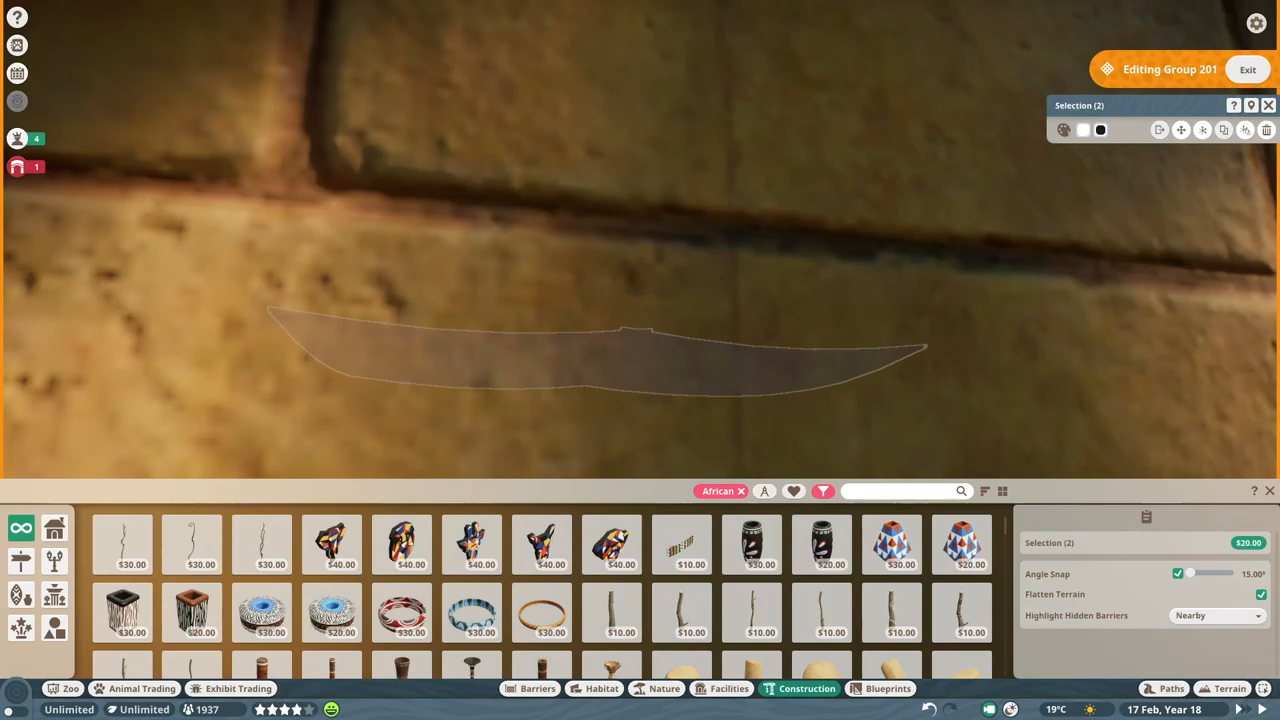 Editing Group 201
Exit
Selection (2)
?
4
1
African
?
$30.00 $30.00 $30.00 $40.00 $40.00 $40.00 $40.00 $40.00 $10.00 $30.00 $20.00 $30.00 $20.00
$30.00 $20.00 $30.00 $20.00 $30.00 $30.00 $30.00 $10.00 $10.00 $10.00 $10.00 $10.00 $10.00
Selection (2) $20.00
Angle Snap 15.00°
Flatten Terrain
Highlight Hidden Barriers Nearby
Zoo Animal Trading Exhibit Trading Barriers Habitat Nature Facilities Construction Blueprints Paths Terrain
Unlimited Unlimited 1937 19°C 17 Feb, Year 18